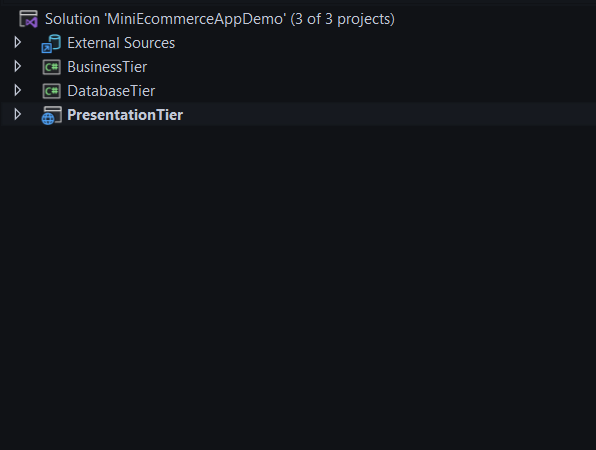 Solution 'MiniEcommerceAppDemo' (3 of 3 projects)
External Sources
C# BusinessTier
C# DatabaseTier
PresentationTier